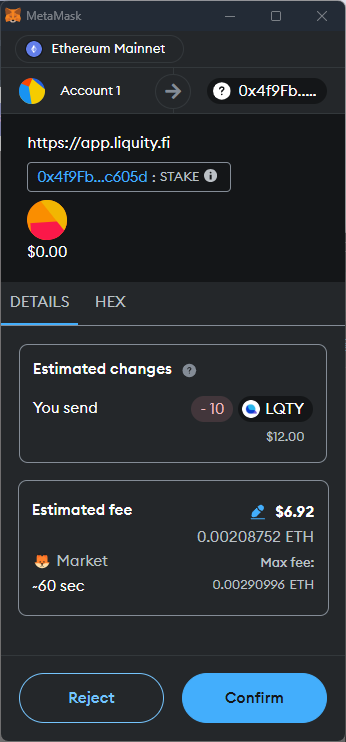 MetaMask
Ethereum Mainnet
Account 1
0x4f9Fb......
https://app.liquity.fi
0x4f9Fb...c605d : STAKE
$0.00
DETAILS HEX
Estimated changes
You send - 10 LQTY
$12.00
Estimated fee $6.92
0.00208752 ETH
Market Max fee:
~60 sec 0.00290996 ETH
Reject Confirm